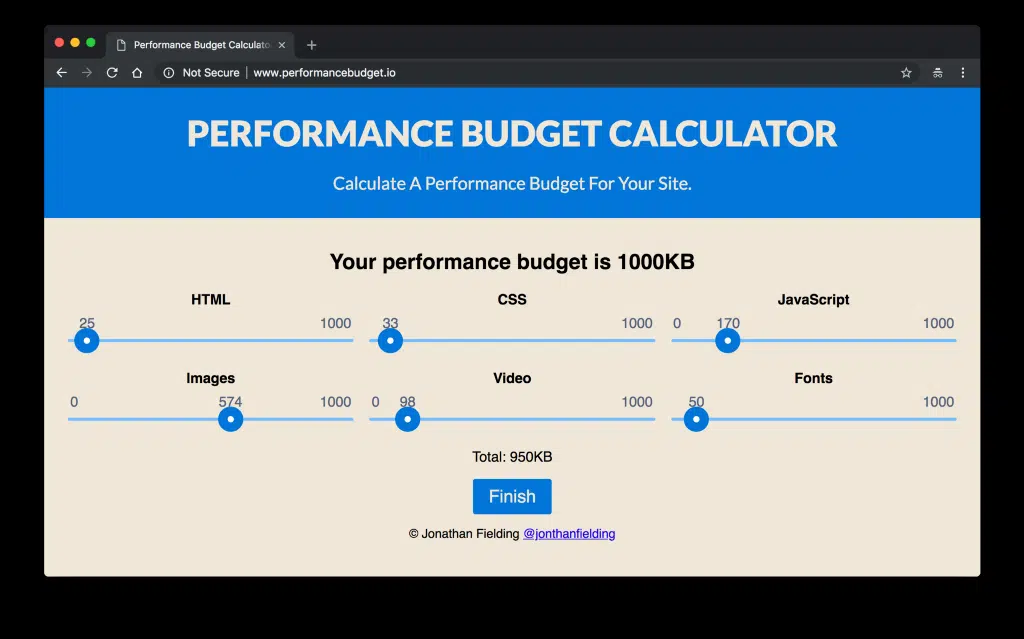 Performance Budget Calculato
Not Secure | www.performancebudget.io
PERFORMANCE BUDGET CALCULATOR
Calculate A Performance Budget For Your Site.
Your performance budget is 1000KB
HTML CSS JavaScript
25 1000 33 1000 0 170 1000
Images Video Fonts
0 574 1000 0 98 1000 50 1000
Total: 950KB
Finish
© Jonathan Fielding @jonthanfielding